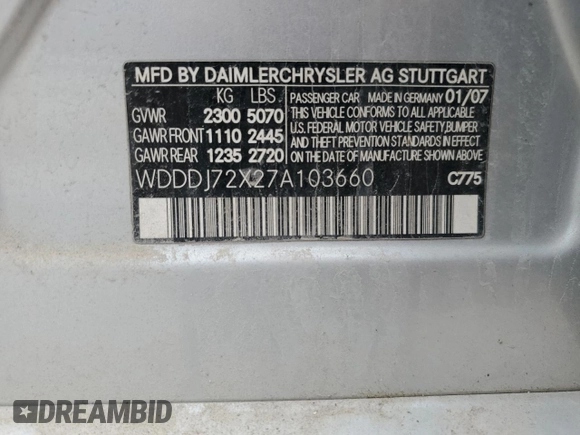 MFD BY DAIMLERCHRYSLER AG STUTTGART
KG LBS
GVWR 2300 5070
GAWR FRONT 1110 2445
GAWR REAR 1235 2720
PASSENGER CAR MADE IN GERMANY 01/07
THIS VEHICLE CONFORMS TO ALL APPLICABLE
U.S. FEDERAL MOTOR VEHICLE SAFETY, BUMPER
AND THEFT PREVENTION STANDARDS IN
EFFECT ON THE DATE OF MANUFACTURE
SHOWN ABOVE.
WDDDJ72X27A103660
C775
DREAMBID